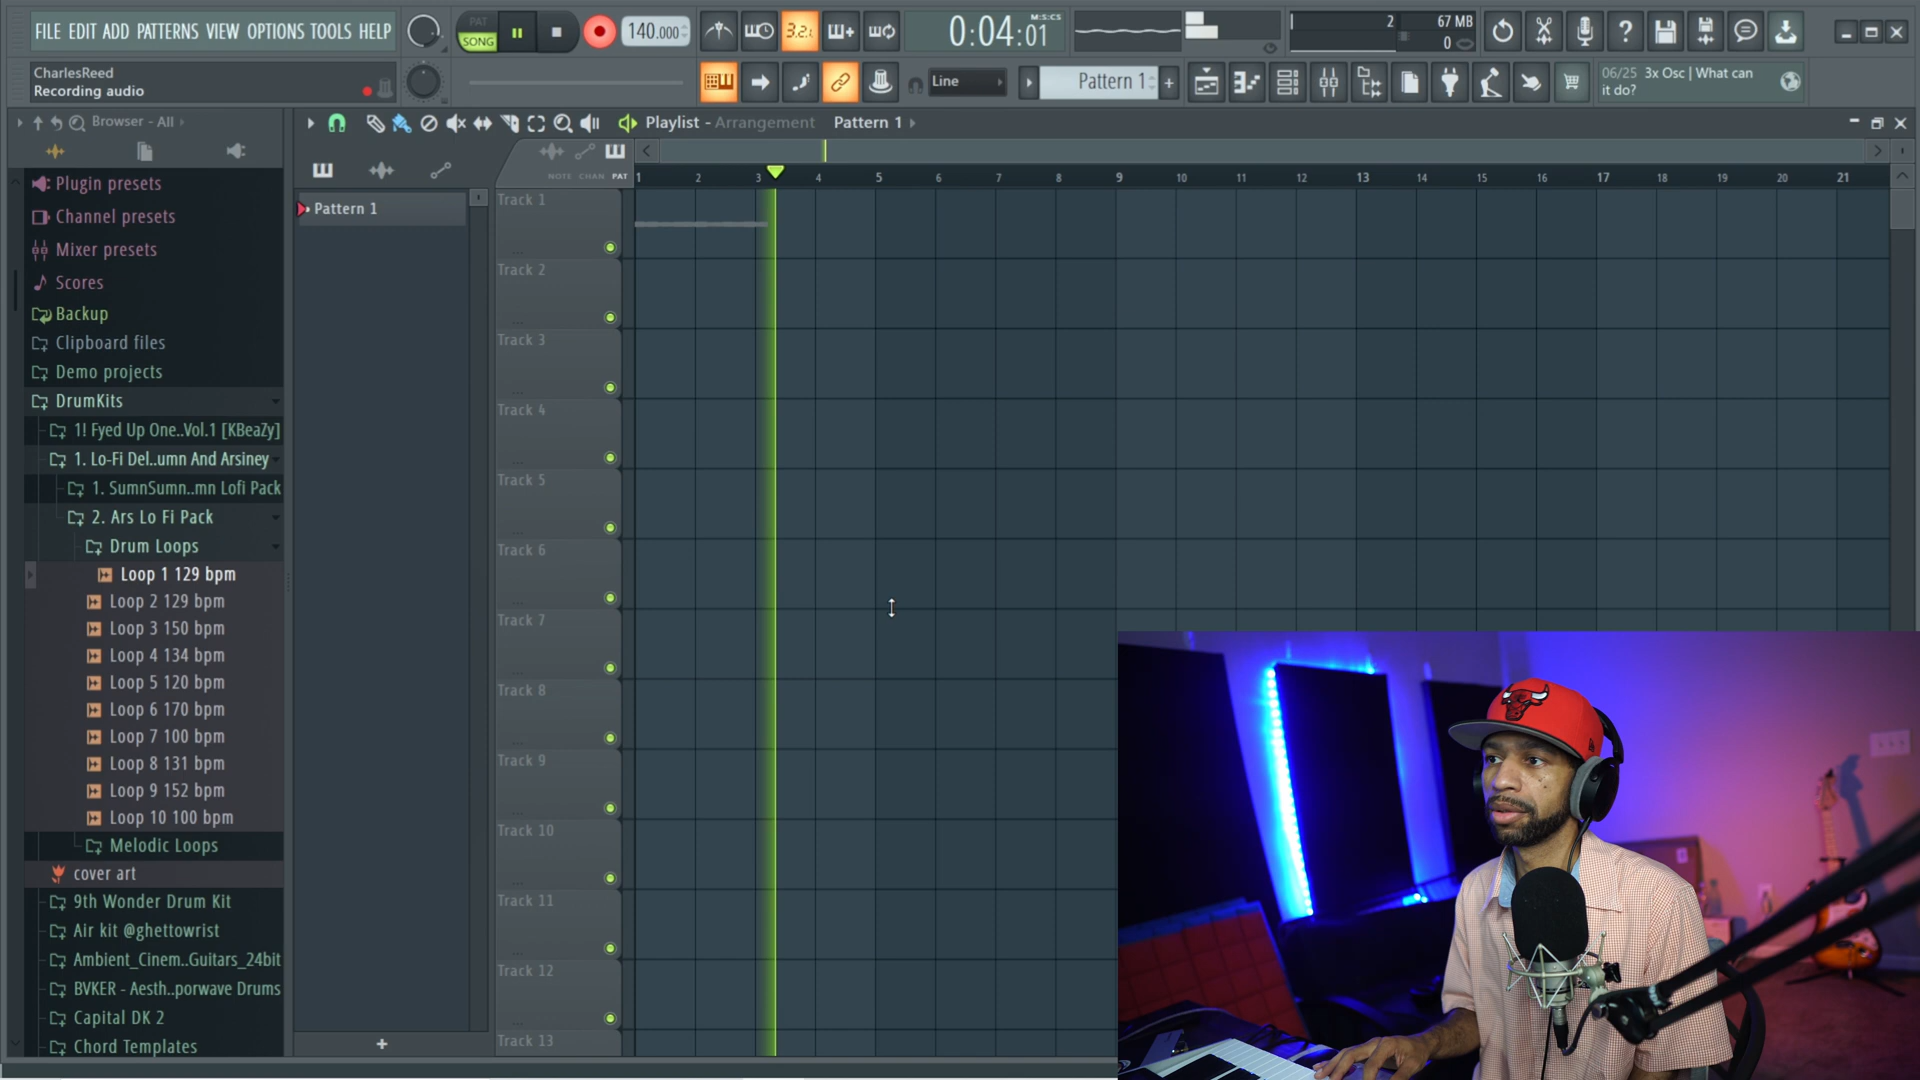 FILE EDIT ADD PATTERNS VIEW OPTIONS TOOLS HELP
PAT
SONG
140.000
3.2.1
0:04:01
M:S:CS
2
67 MB
0
CharlesReed
Recording audio
Line
Pattern 1
+
06/25 3x Osc | What can it do?
Browser - All
Playlist - Arrangement
Pattern 1
NOTE CHAN PAT
1 2 3 4 5 6 7 8 9 10 11 12 13 14 15 16 17 18 19 20 21
Plugin presets
Channel presets
Mixer presets
Scores
Backup
Clipboard files
Demo projects
DrumKits
1! Fyed Up One..Vol.1 [KBeaZy]
1. Lo-Fi Del..umn And Arsiney
1. SumnSumn..mn Lofi Pack
2. Ars Lo Fi Pack
Drum Loops
Loop 1 129 bpm
Loop 2 129 bpm
Loop 3 150 bpm
Loop 4 134 bpm
Loop 5 120 bpm
Loop 6 170 bpm
Loop 7 100 bpm
Loop 8 131 bpm
Loop 9 152 bpm
Loop 10 100 bpm
Melodic Loops
cover art
9th Wonder Drum Kit
Air kit @ghettowrist
Ambient_Cinem..Guitars_24bit
BVKER - Aesth..porwave Drums
Capital DK 2
Chord Templates
Pattern 1
+
Track 1
Track 2
Track 3
Track 4
Track 5
Track 6
Track 7
Track 8
Track 9
Track 10
Track 11
Track 12
Track 13